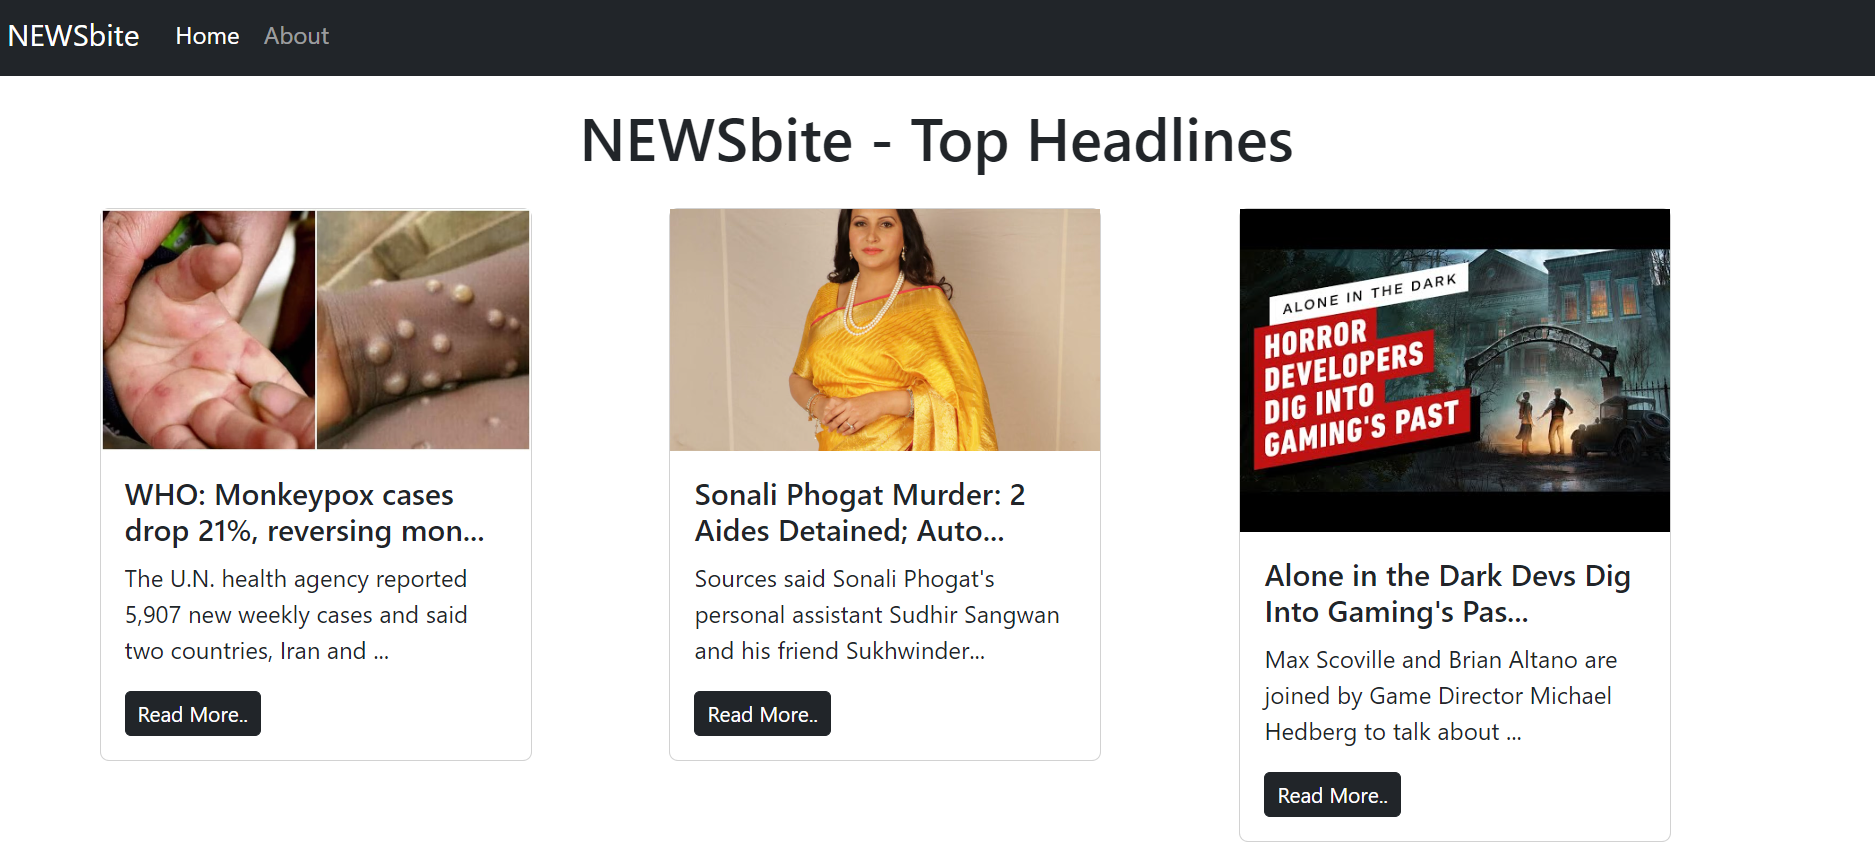 NEWSbite Home About
NEWSbite - Top Headlines
WHO: Monkeypox cases
drop 21%, reversing mon...
The U.N. health agency reported
5,907 new weekly cases and said
two countries, Iran and ...
Read More..
Sonali Phogat Murder: 2
Aides Detained; Auto...
Sources said Sonali Phogat's
personal assistant Sudhir Sangwan
and his friend Sukhwinder...
Read More..
ALONE IN THE DARK
HORROR
DEVELOPERS
DIG INTO
GAMING'S PAST
Alone in the Dark Devs Dig
Into Gaming's Pas...
Max Scoville and Brian Altano are
joined by Game Director Michael
Hedberg to talk about ...
Read More..